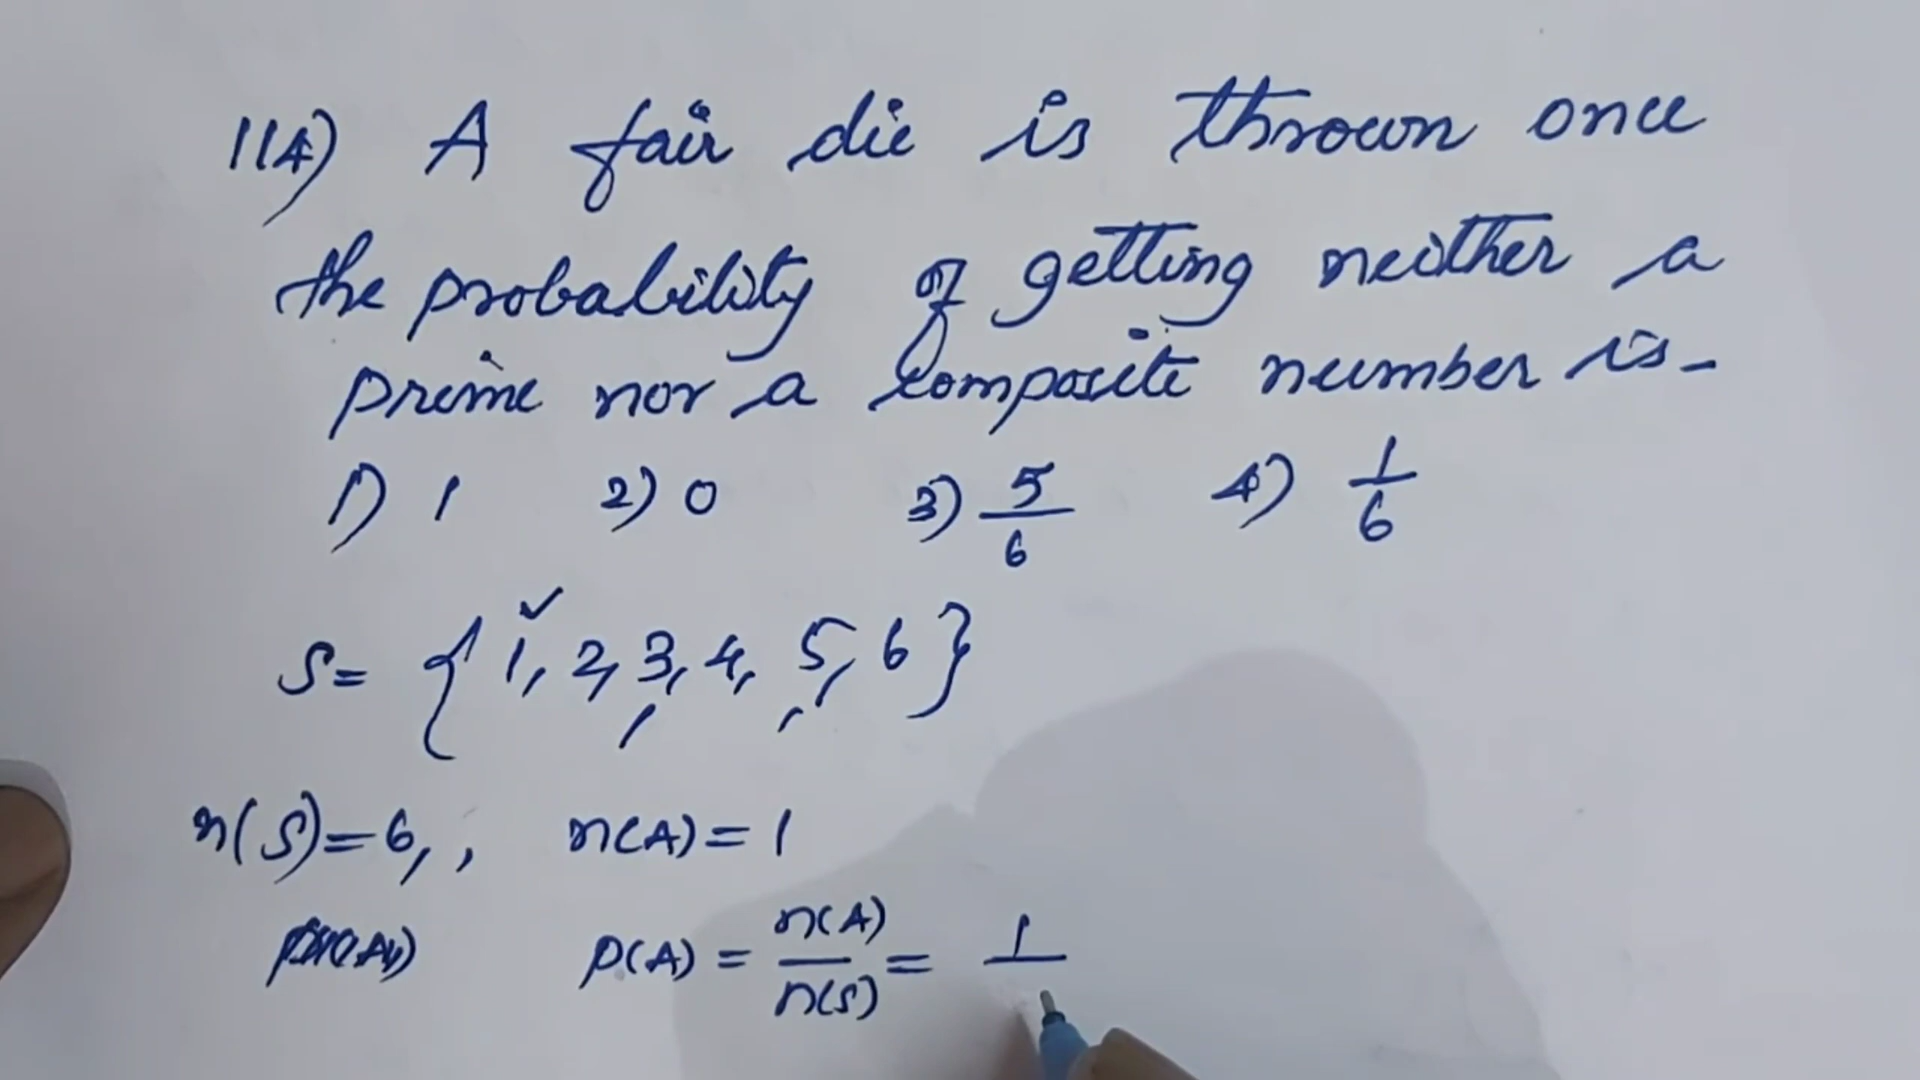 114) A fair die is thrown once
the probability of getting neither a
prime nor a composite number is-
1) 1 2) 0 3) 5/6 4) 1/6
S= {1, 2, 3, 4, 5, 6}
n(S)=6,, n(A)=1
P(A) = n(A)/n(S) = 1